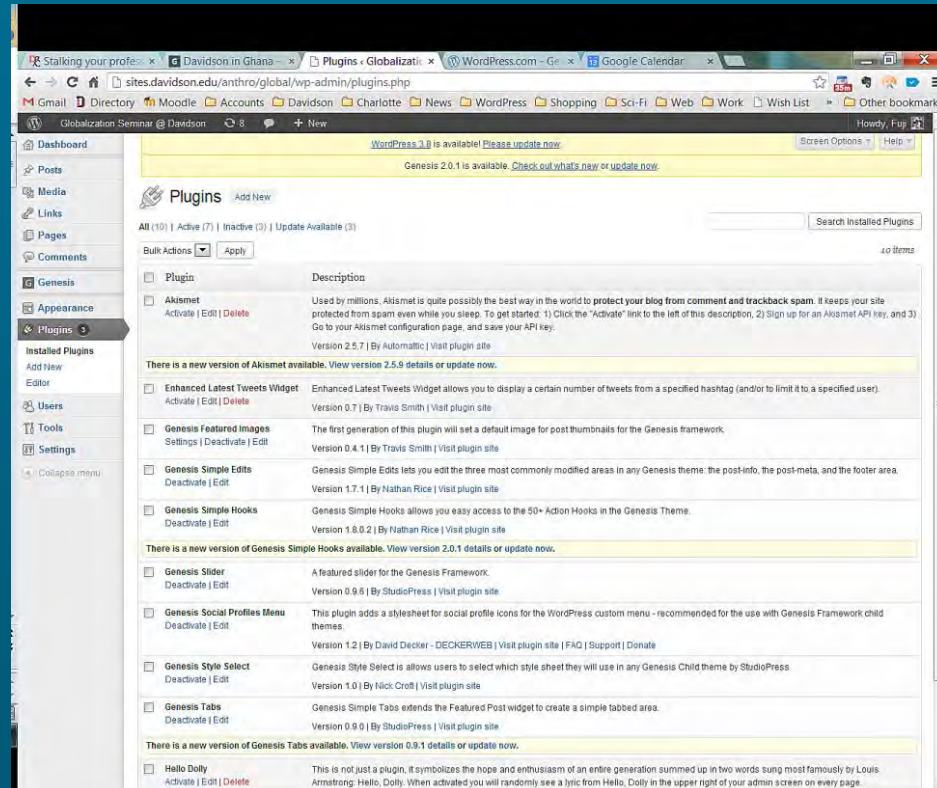 Stalking your profes
Davidson in Ghana –
Plugins ‹ Globalizatic
WordPress.com - Ge
Google Calendar
sites.davidson.edu/anthro/global/wp-admin/plugins.php
35m
Gmail Directory Moodle Accounts Davidson Charlotte News WordPress Shopping Sci-Fi Web Work Wish List » Other bookmark
Globalization Seminar @ Davidson 8 + New Howdy, Fuji
Dashboard
Posts
Media
Links
Pages
Comments
Genesis
Appearance
Plugins 3
Installed Plugins
Add New
Editor
Users
Tools
Settings
Collapse menu
WordPress 3.8 is available! Please update now.
Screen Options Help
Genesis 2.0.1 is available. Check out what's new or update now.
Plugins Add New
All (10) | Active (7) | Inactive (3) | Update Available (3)
Search Installed Plugins
Bulk Actions Apply
10 items
Plugin Description
Akismet
Activate | Edit | Delete
Used by millions, Akismet is quite possibly the best way in the world to protect your blog from comment and trackback spam. It keeps your site
protected from spam even while you sleep. To get started: 1) Click the "Activate" link to the left of this description, 2) Sign up for an Akismet API key, and 3)
Go to your Akismet configuration page, and save your API key.
Version 2.5.7 | By Automattic | Visit plugin site
There is a new version of Akismet available. View version 2.5.9 details or update now.
Enhanced Latest Tweets Widget
Activate | Edit | Delete
Enhanced Latest Tweets Widget allows you to display a certain number of tweets from a specified hashtag (and/or to limit it to a specified user).
Version 0.7 | By Travis Smith | Visit plugin site
Genesis Featured Images
Settings | Deactivate | Edit
The first generation of this plugin will set a default image for post thumbnails for the Genesis framework.
Version 0.4.1 | By Travis Smith | Visit plugin site
Genesis Simple Edits
Deactivate | Edit
Genesis Simple Edits lets you edit the three most commonly modified areas in any Genesis theme: the post-info, the post-meta, and the footer area.
Version 1.7.1 | By Nathan Rice | Visit plugin site
Genesis Simple Hooks
Deactivate | Edit
Genesis Simple Hooks allows you easy access to the 50+ Action Hooks in the Genesis Theme.
Version 1.8.0.2 | By Nathan Rice | Visit plugin site
There is a new version of Genesis Simple Hooks available. View version 2.0.1 details or update now.
Genesis Slider
Deactivate | Edit
A featured slider for the Genesis Framework.
Version 0.9.6 | By StudioPress | Visit plugin site
Genesis Social Profiles Menu
Deactivate | Edit
This plugin adds a stylesheet for social profile icons for the WordPress custom menu - recommended for the use with Genesis Framework child
themes.
Version 1.2 | By David Decker - DECKERWEB | Visit plugin site | FAQ | Support | Donate
Genesis Style Select
Deactivate | Edit
Genesis Style Select is allows users to select which style sheet they will use in any Genesis Child theme by StudioPress
Version 1.0 | By Nick Croft | Visit plugin site
Genesis Tabs
Deactivate | Edit
Genesis Simple Tabs extends the Featured Post widget to create a simple tabbed area.
Version 0.9.0 | By StudioPress | Visit plugin site
There is a new version of Genesis Tabs available. View version 0.9.1 details or update now.
Hello Dolly
Activate | Edit | Delete
This is not just a plugin, it symbolizes the hope and enthusiasm of an entire generation summed up in two words sung most famously by Louis
Armstrong: Hello, Dolly. When activated you will randomly see a lyric from Hello, Dolly in the upper right of your admin screen on every page.